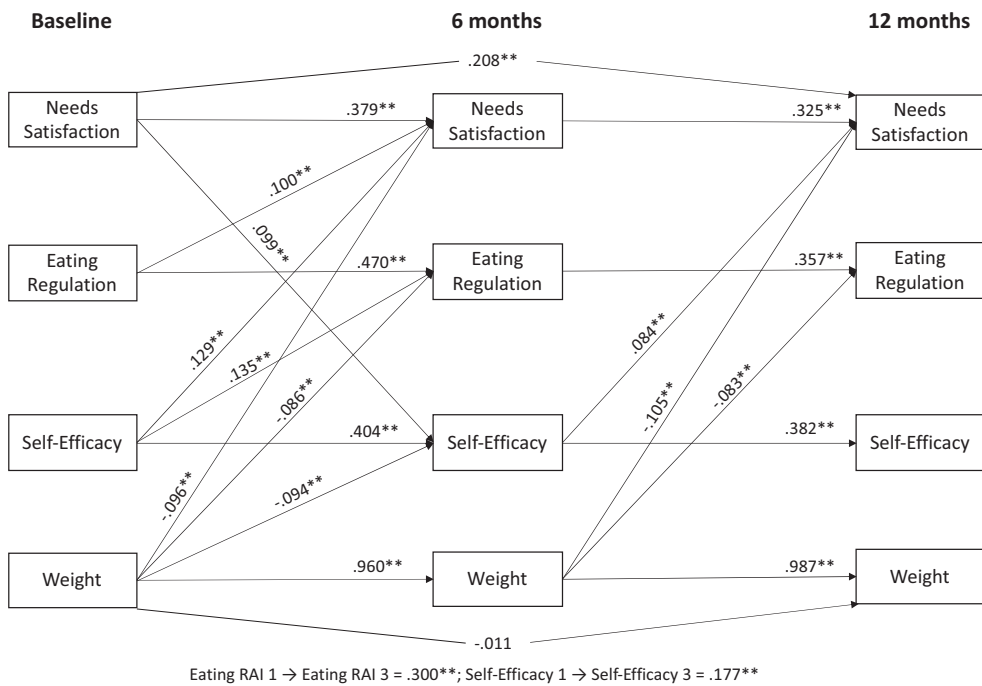 Baseline 6 months 12 months
.208**
Needs Satisfaction
.379**
Needs Satisfaction
.325**
Needs Satisfaction
.100**
.099**
Eating Regulation
.470**
Eating Regulation
.357**
Eating Regulation
.129**
.135**
-.086**
.084**
-.105**
-.083**
Self-Efficacy
.404**
Self-Efficacy
.382**
Self-Efficacy
-.096**
-.094**
Weight
.960**
Weight
.987**
Weight
-.011
Eating RAI 1 → Eating RAI 3 = .300**; Self-Efficacy 1 → Self-Efficacy 3 = .177**